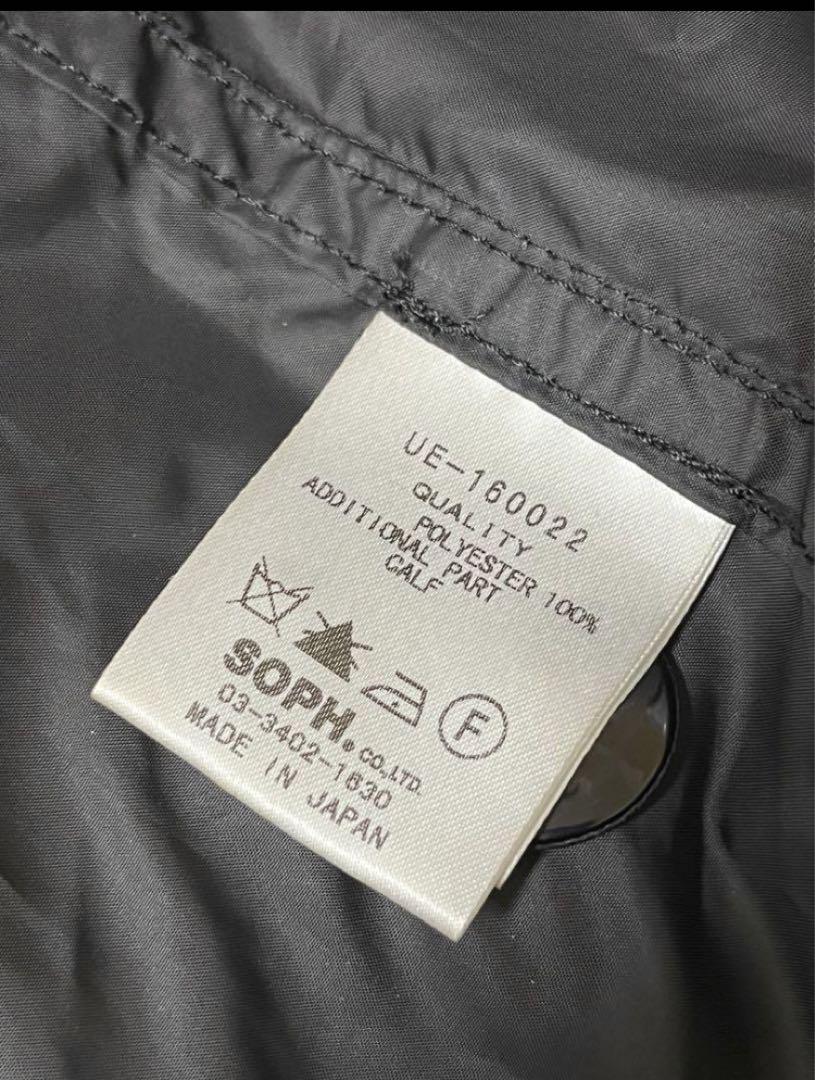 UE-160022
QUALITY
POLYESTER 100%
ADDITIONAL PART
CALF
F
SOPH® CO.,LTD.
03-3402-1630
MADE IN JAPAN